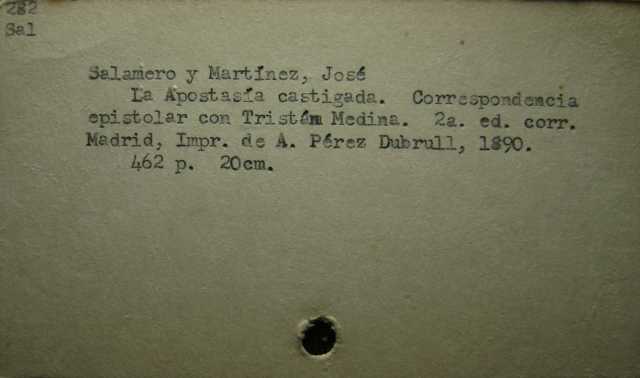 282
Sal
Salamero y Martínez, José
La Apostasía castigada. Correspondencia
epistolar con Tristán Medina. 2a. ed. corr.
Madrid, Impr. de A. Pérez Dubrull, 1890.
462 p. 20cm.